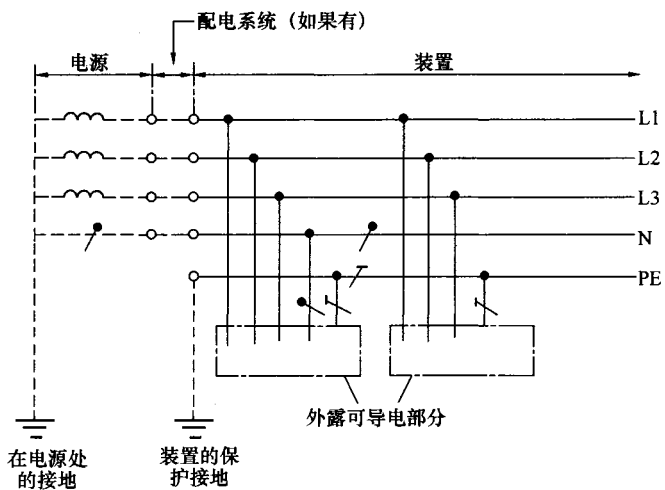 配电系统（如果有）
电源
装置
L1
L2
L3
N
PE
外露可导电部分
在电源处
的接地
装置的保
护接地